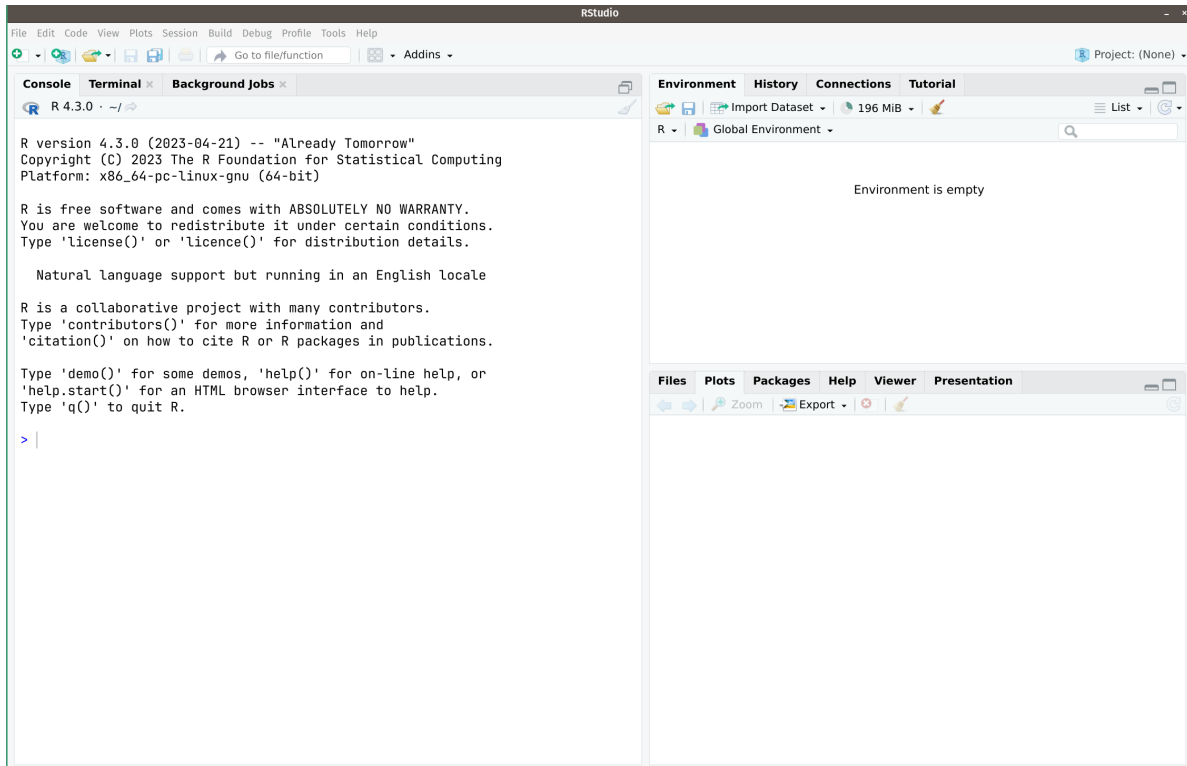 RStudio
File Edit Code View Plots Session Build Debug Profile Tools Help
Go to file/function Addins Project: (None)
Console Terminal Background Jobs
R 4.3.0 · ~/
R version 4.3.0 (2023-04-21) -- "Already Tomorrow"
Copyright (C) 2023 The R Foundation for Statistical Computing
Platform: x86_64-pc-linux-gnu (64-bit)
R is free software and comes with ABSOLUTELY NO WARRANTY.
You are welcome to redistribute it under certain conditions.
Type 'license()' or 'licence()' for distribution details.
Natural language support but running in an English locale
R is a collaborative project with many contributors.
Type 'contributors()' for more information and
'citation()' on how to cite R or R packages in publications.
Type 'demo()' for some demos, 'help()' for on-line help, or
'help.start()' for an HTML browser interface to help.
Type 'q()' to quit R.
>
Environment History Connections Tutorial
Import Dataset 196 MiB List
R Global Environment
Environment is empty
Files Plots Packages Help Viewer Presentation
Zoom Export